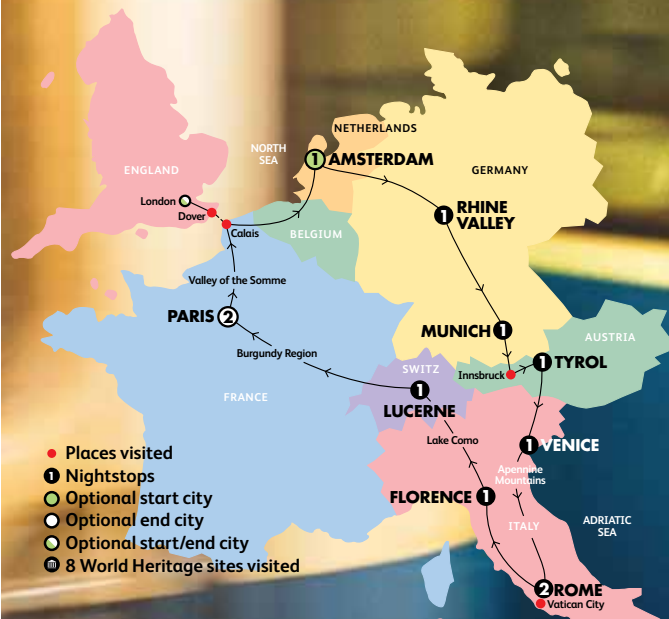 NETHERLANDS
NORTH
SEA
1 AMSTERDAM
ENGLAND
GERMANY
London
Dover
RHINE
1 VALLEY
Calais
BELGIUM
Valley of the Somme
PARIS 2
MUNICH 1
AUSTRIA
Burgundy Region
SWITZ
1 TYROL
Innsbruck
FRANCE
1
LUCERNE
Lake Como
1 VENICE
Places visited
1 Nightstops
Apennine
Mountains
FLORENCE 1
Optional start city
Optional end city
ITALY
ADRIATIC
SEA
Optional start/end city
8 World Heritage sites visited
2 ROME
Vatican City